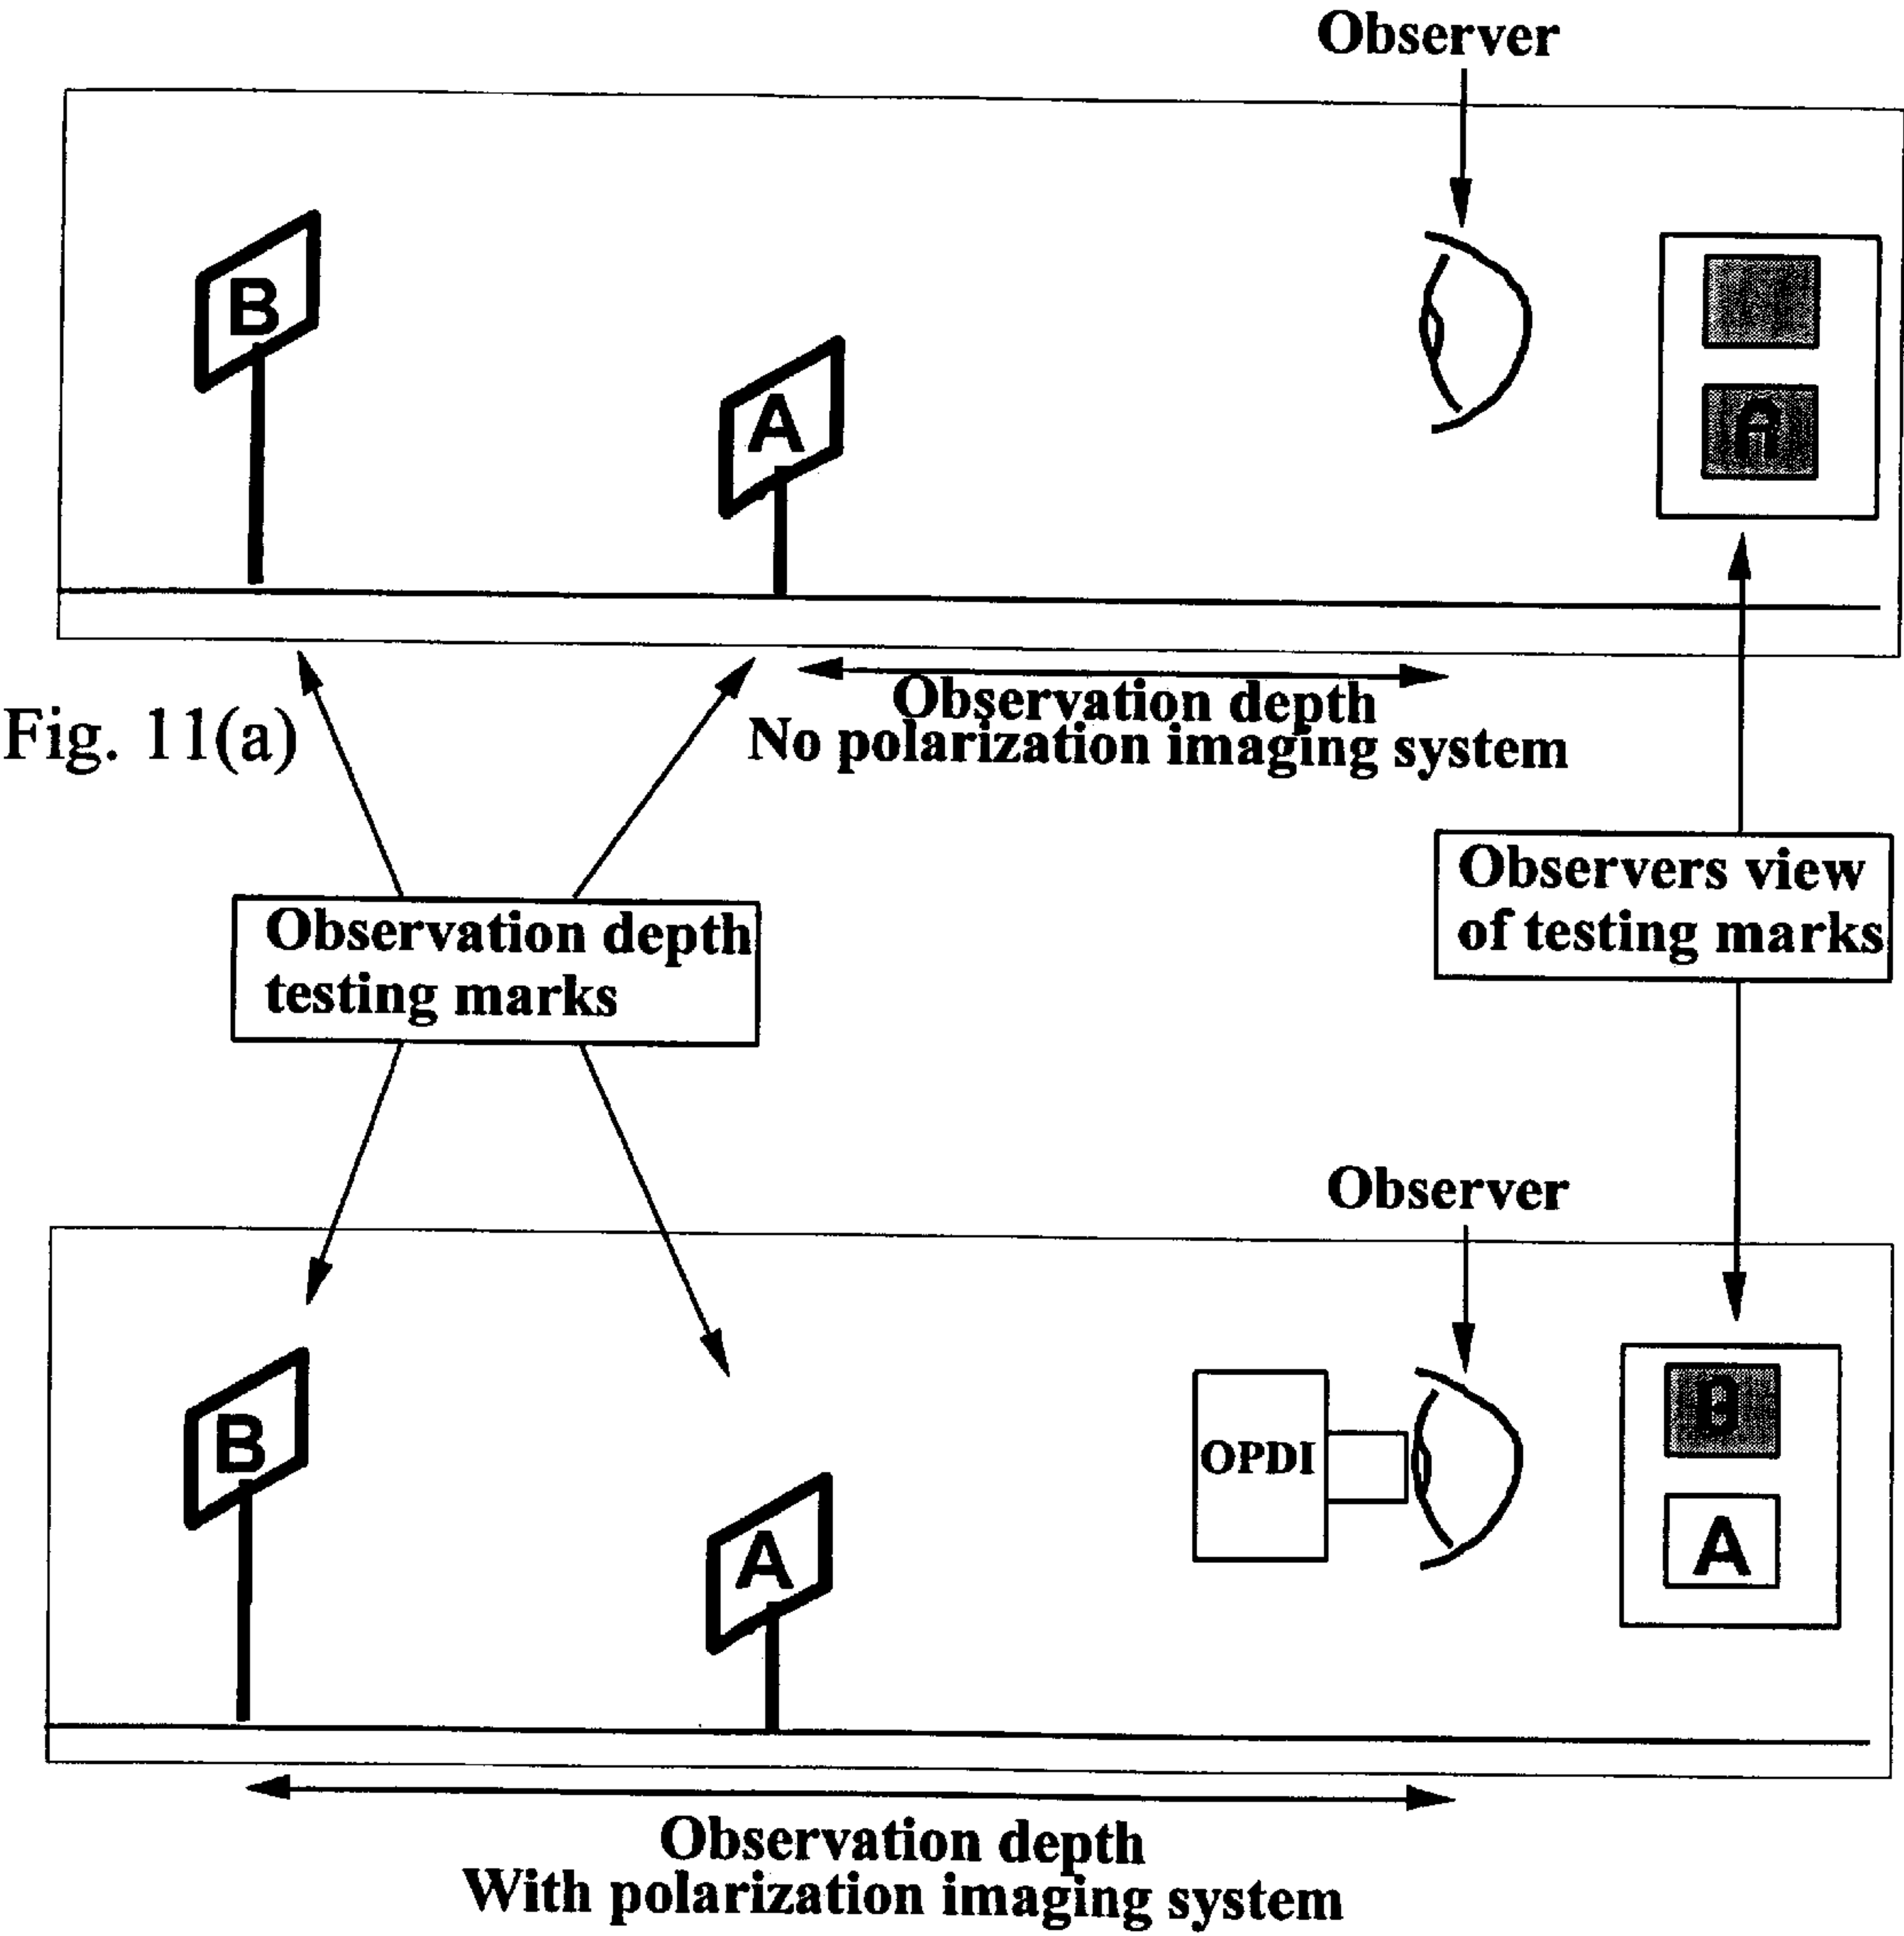 Observer
B
A
A
Observation depth
No polarization imaging system
Fig. 11(a)
Observers view
of testing marks
Observation depth
testing marks
Observer
B
A
OPDI
B
A
Observation depth
With polarization imaging system